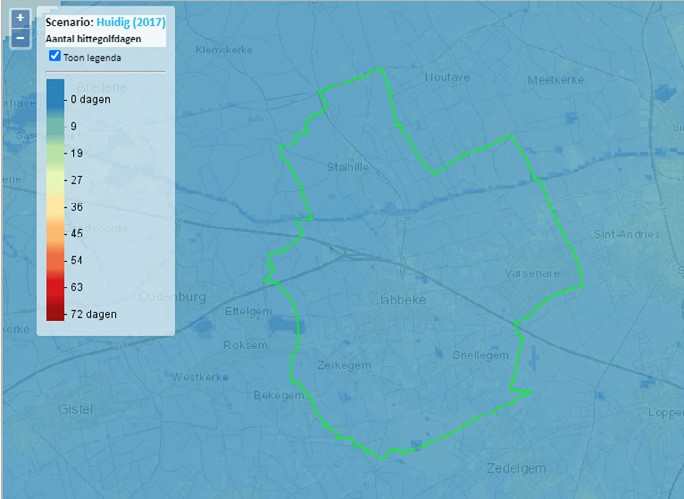 +
−
Scenario: Huidig (2017)
Aantal hittegolfdagen
Toon legenda
0 dagen
9
19
27
36
45
54
63
72 dagen
Klemskerke
Bredene
Houtave
Meetkerke
Stalhille
Sint-Andries
Varsenare
Oudenburg
Jabbeke
Ettelgem
Roksem
Snellegem
Zerkegem
Westkerke
Bekegem
Gistel
Loppem
Zedelgem